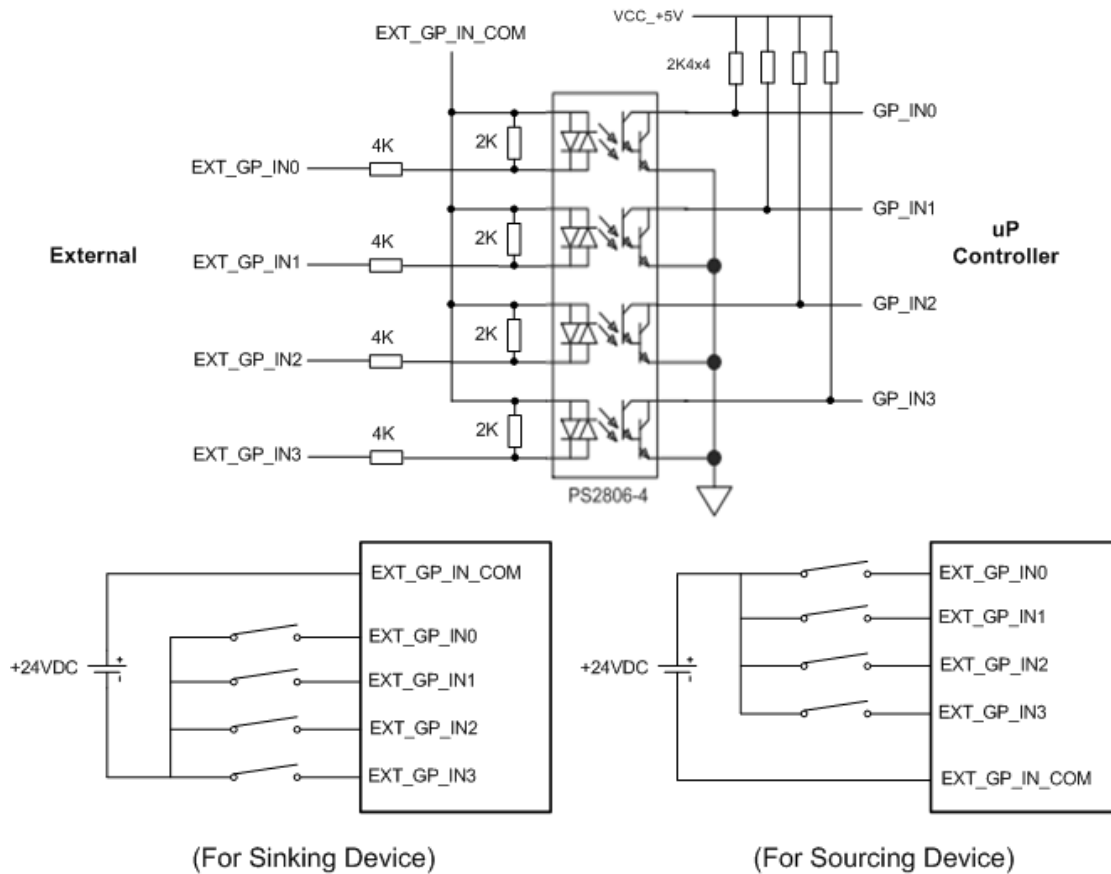 VCC_+5V
EXT_GP_IN_COM
2K4x4
GP_IN0
4K
2K
EXT_GP_IN0
GP_IN1
4K
2K
EXT_GP_IN1
External
uP
Controller
GP_IN2
4K
2K
EXT_GP_IN2
GP_IN3
4K
2K
EXT_GP_IN3
PS2806-4
EXT_GP_IN_COM
EXT_GP_IN0
+24VDC
+
-
EXT_GP_IN1
EXT_GP_IN2
EXT_GP_IN3
(For Sinking Device)
EXT_GP_IN0
EXT_GP_IN1
+24VDC
+
-
EXT_GP_IN2
EXT_GP_IN3
EXT_GP_IN_COM
(For Sourcing Device)